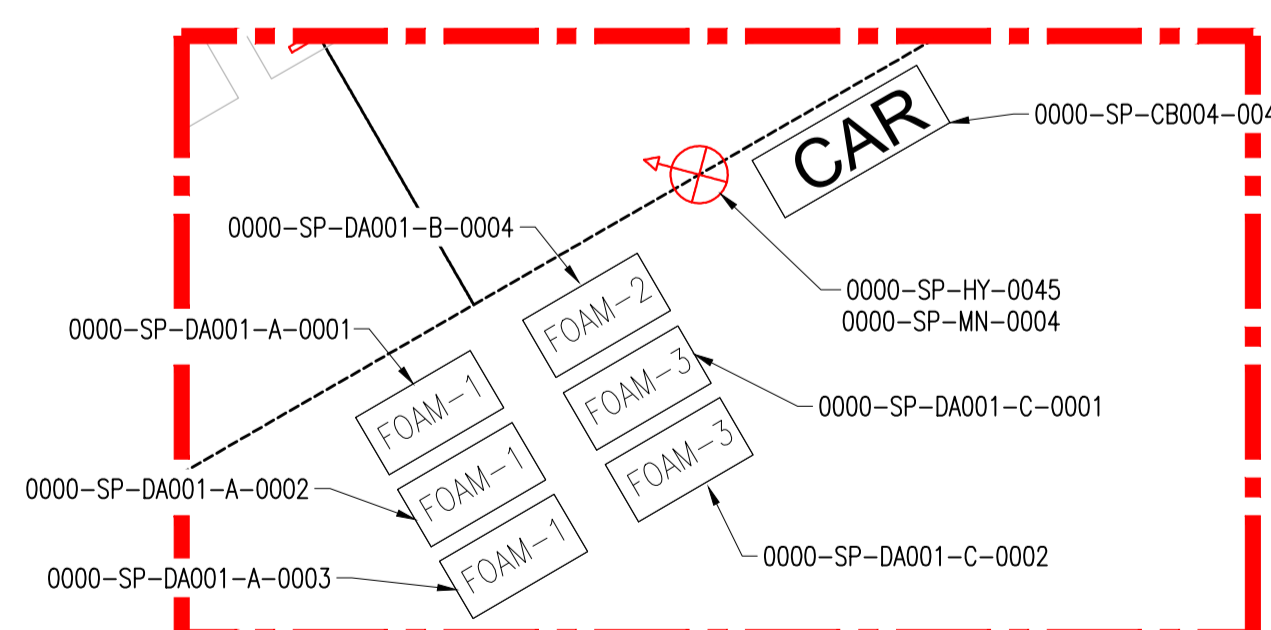 CAR
0000-SP-CB004-004
0000-SP-DA001-B-0004
0000-SP-HY-0045
0000-SP-MN-0004
FOAM-2
0000-SP-DA001-A-0001
FOAM-3
FOAM-1
0000-SP-DA001-C-0001
FOAM-3
FOAM-1
0000-SP-DA001-A-0002
FOAM-1
0000-SP-DA001-C-0002
0000-SP-DA001-A-0003